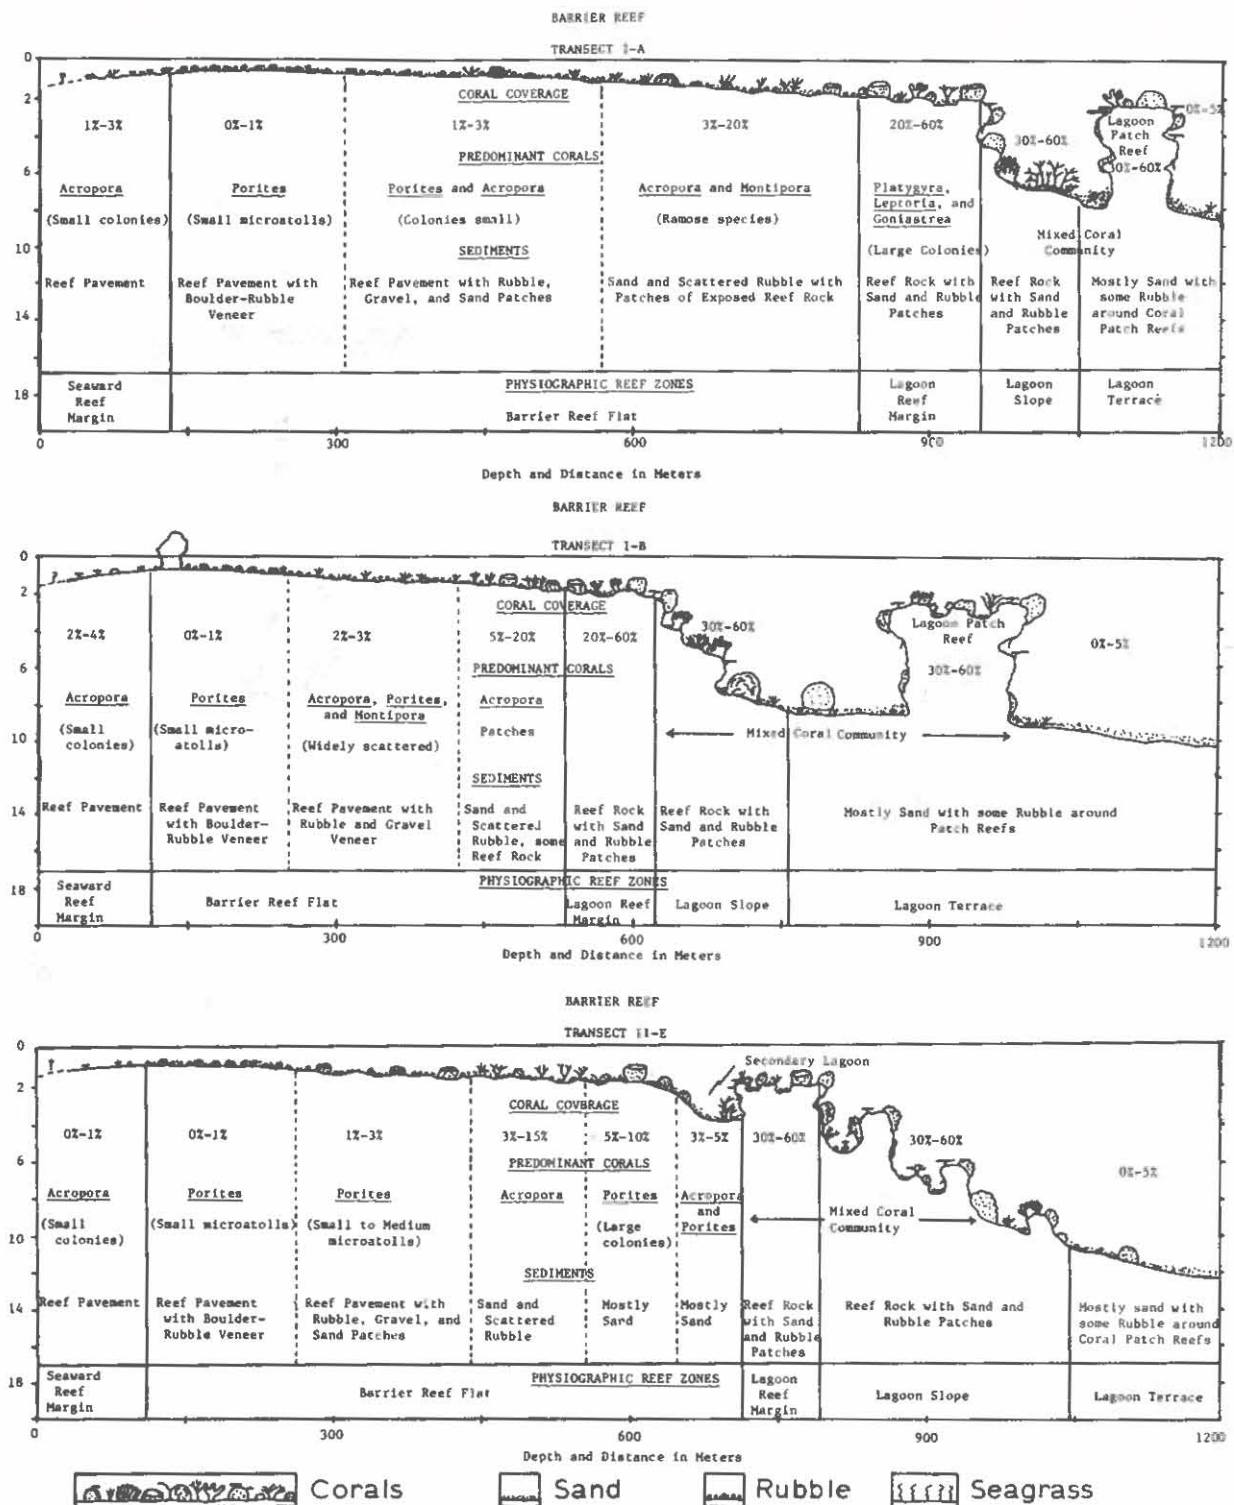 BARRIER REEF
TRANSECT I-A
0
2
6
10
14
18
?
CORAL COVERAGE
1%-3%
0%-1%
1%-3%
3%-20%
20%-60%
30%-60%
Lagoon
Patch
Reef
30%-60%
0%-5%
PREDOMINANT CORALS
Acropora
(Small colonies)
Porites
(Small microatolls)
Porites and Acropora
(Colonies small)
Acropora and Montipora
(Ramose species)
Platygyra,
Leptoria, and
Goniastrea
(Large Colonies)
Mixed Coral
Community
SEDIMENTS
Reef Pavement
Reef Pavement with
Boulder-Rubble
Veneer
Reef Pavement with Rubble,
Gravel, and Sand Patches
Sand and Scattered Rubble with
Patches of Exposed Reef Rock
Reef Rock with
Sand and Rubble
Patches
Reef Rock
with Sand
and Rubble
Patches
Mostly Sand with
some Rubble
around Coral
Patch Reefs
PHYSIOGRAPHIC REEF ZONES
Seaward
Reef
Margin
Barrier Reef Flat
Lagoon
Reef
Margin
Lagoon
Slope
Lagoon
Terrace
0 300 600 900 1200
Depth and Distance in Meters
BARRIER REEF
TRANSECT I-B
0
2
6
10
14
18
?
CORAL COVERAGE
2%-4%
0%-1%
2%-3%
5%-20%
20%-60%
30%-60%
Lagoon Patch
Reef
30%-60%
0%-5%
PREDOMINANT CORALS
Acropora
(Small
colonies)
Porites
(Small micro-
atolls)
Acropora, Porites,
and Montipora
(Widely scattered)
Acropora
Patches
Mixed Coral Community
SEDIMENTS
Reef Pavement
Reef Pavement
with Boulder-
Rubble Veneer
Reef Pavement with
Rubble and Gravel
Veneer
Sand and
Scattered
Rubble, some
Reef Rock
Reef Rock
with Sand
and Rubble
Patches
Reef Rock with
Sand and Rubble
Patches
Mostly Sand with some Rubble around
Patch Reefs
PHYSIOGRAPHIC REEF ZONES
Seaward
Reef
Margin
Barrier Reef Flat
Lagoon Reef
Margin
Lagoon Slope
Lagoon Terrace
0 300 600 900 1200
Depth and Distance in Meters
BARRIER REEF
TRANSECT II-E
0
2
6
10
14
18
?
Secondary Lagoon
CORAL COVERAGE
0%-1%
0%-1%
1%-3%
3%-15%
5%-10%
3%-5%
30%-60%
30%-60%
0%-5%
PREDOMINANT CORALS
Acropora
(Small
colonies)
Porites
(Small microatolls)
Porites
(Small to Medium
microatolls)
Acropora
Porites
(Large
colonies)
Acropora
and
Porites
Mixed Coral
Community
SEDIMENTS
Reef Pavement
Reef Pavement
with Boulder-
Rubble Veneer
Reef Pavement with
Rubble, Gravel, and
Sand Patches
Sand and
Scattered
Rubble
Mostly
Sand
Mostly
Sand
Reef Rock
with Sand
and Rubble
Patches
Reef Rock with Sand and
Rubble Patches
Mostly sand with
some Rubble around
Coral Patch Reefs
PHYSIOGRAPHIC REEF ZONES
Seaward
Reef
Margin
Barrier Reef Flat
Lagoon
Reef
Margin
Lagoon Slope
Lagoon Terrace
0 300 600 900 1200
Depth and Distance in Meters
Corals Sand Rubble Seagrass